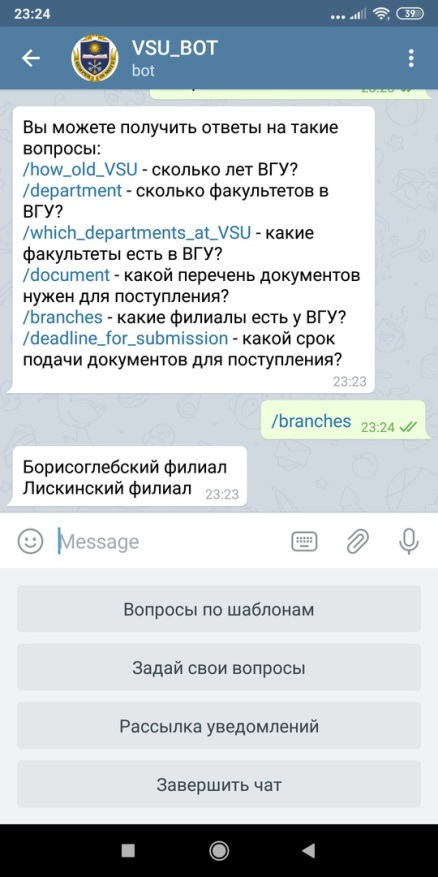 23:24
39
VSU_BOT
bot
Вы можете получить ответы на такие
вопросы:
/how_old_VSU - сколько лет ВГУ?
/department - сколько факультетов в
ВГУ?
/which_departments_at_VSU - какие
факультеты есть в ВГУ?
/document - какой перечень документов
нужен для поступления?
/branches - какие филиалы есть у ВГУ?
/deadline_for_submission - какой срок
подачи документов для поступления?
23:23
/branches 23:24
Борисоглебский филиал
Лискинский филиал 23:23
Message
Вопросы по шаблонам
Задай свои вопросы
Рассылка уведомлений
Завершить чат